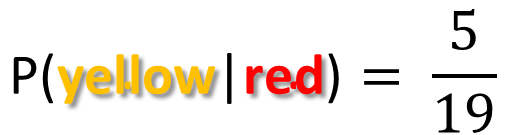 P(yellow|red) = 5/19